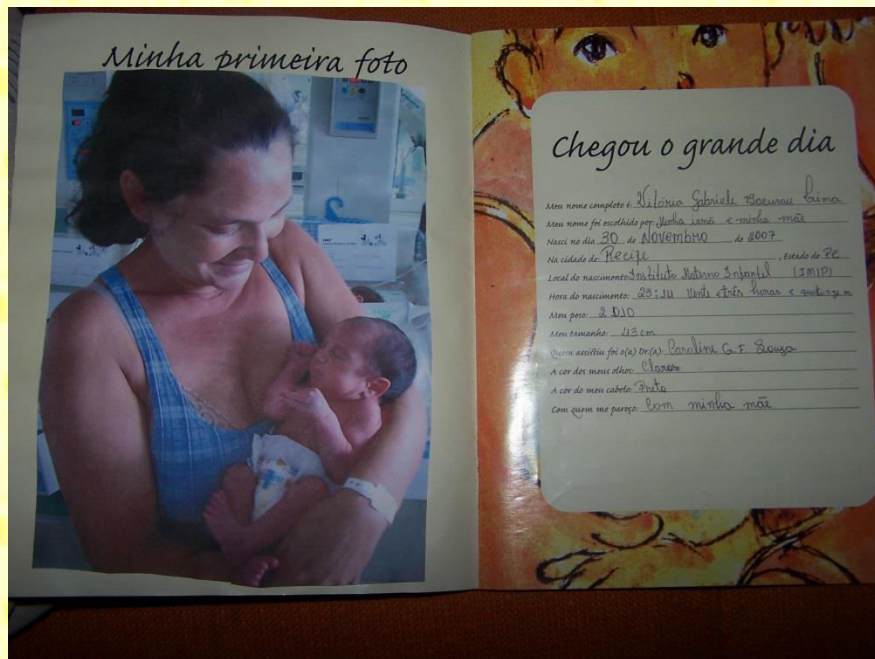 Minha primeira foto
Chegou o grande dia
Meu nome completo é: Vitória Gabriele Bacurau Lima
Meu nome foi escolhido por: Minha irmã e minha mãe
Nasci no dia 30 de Novembro de 2007
Na cidade de: Recife, Estado de: Pe
Local do nascimento: Instituto Materno Infantil (IMIP)
Hora do nascimento: 23:14 Vinte e três horas e
Meu peso: 2.010
Meu tamanho: 43 cm
Quem assistiu foi o(a) Dr.(a): Caroline G. F. Souza
A cor dos meus olhos: Claros
A cor do meu cabelo: Preto
Com quem me pareço: Com minha mãe